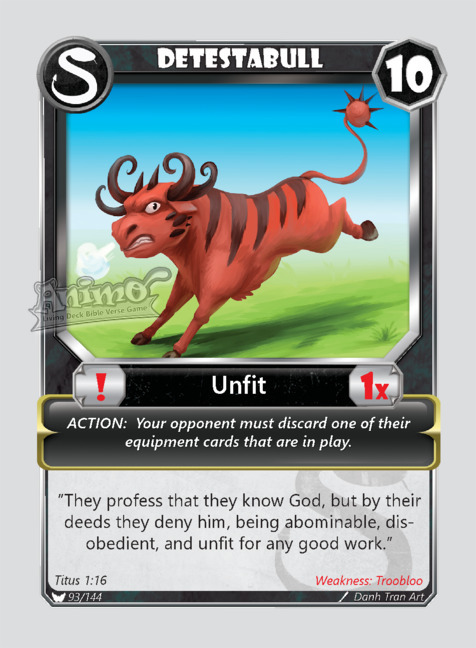 S
DETESTABULL
10
Animo
Living Deck Bible Verse Game
!
Unfit
1x
ACTION: Your opponent must discard one of their
equipment cards that are in play.
"They profess that they know God, but by their
deeds they deny him, being abominable, dis-
obedient, and unfit for any good work."
Titus 1:16
Weakness: Troobloo
93/144
Danh Tran Art